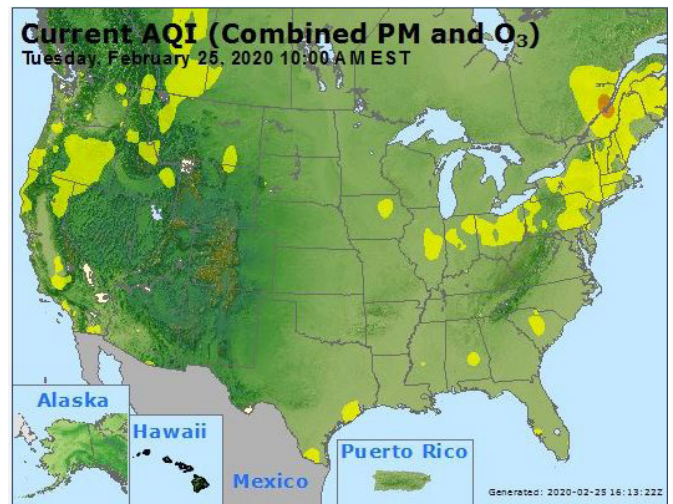 Current AQI (Combined PM and O₃)
Tuesday, February 25, 2020 10:00 AM EST
Alaska
Hawaii
Mexico
Puerto Rico
Generated: 2020-02-25 16:13:22Z